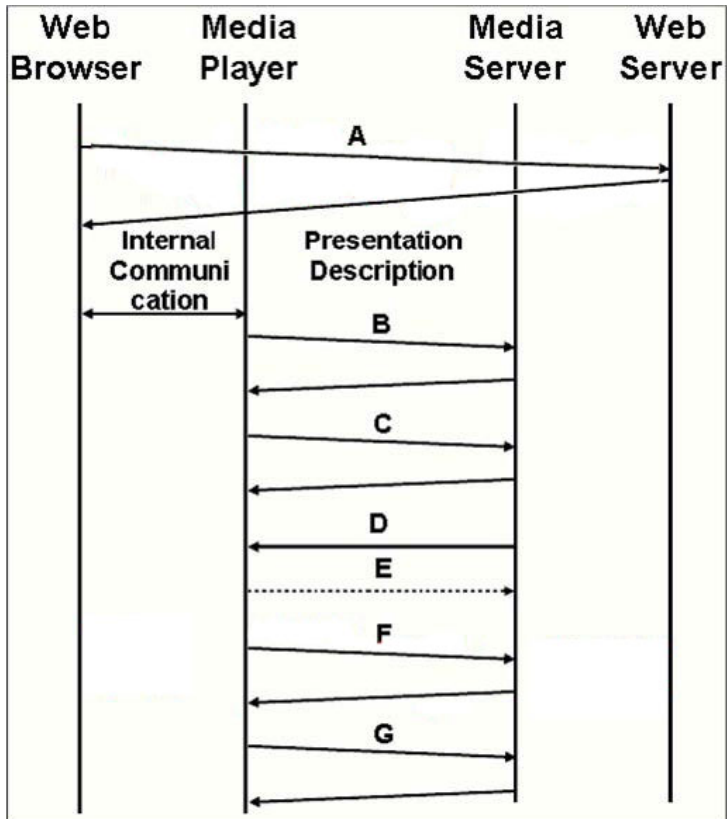 Web Browser
Media Player
Media Server
Web Server
A
Internal
Communi
cation
Presentation
Description
B
C
D
E
F
G